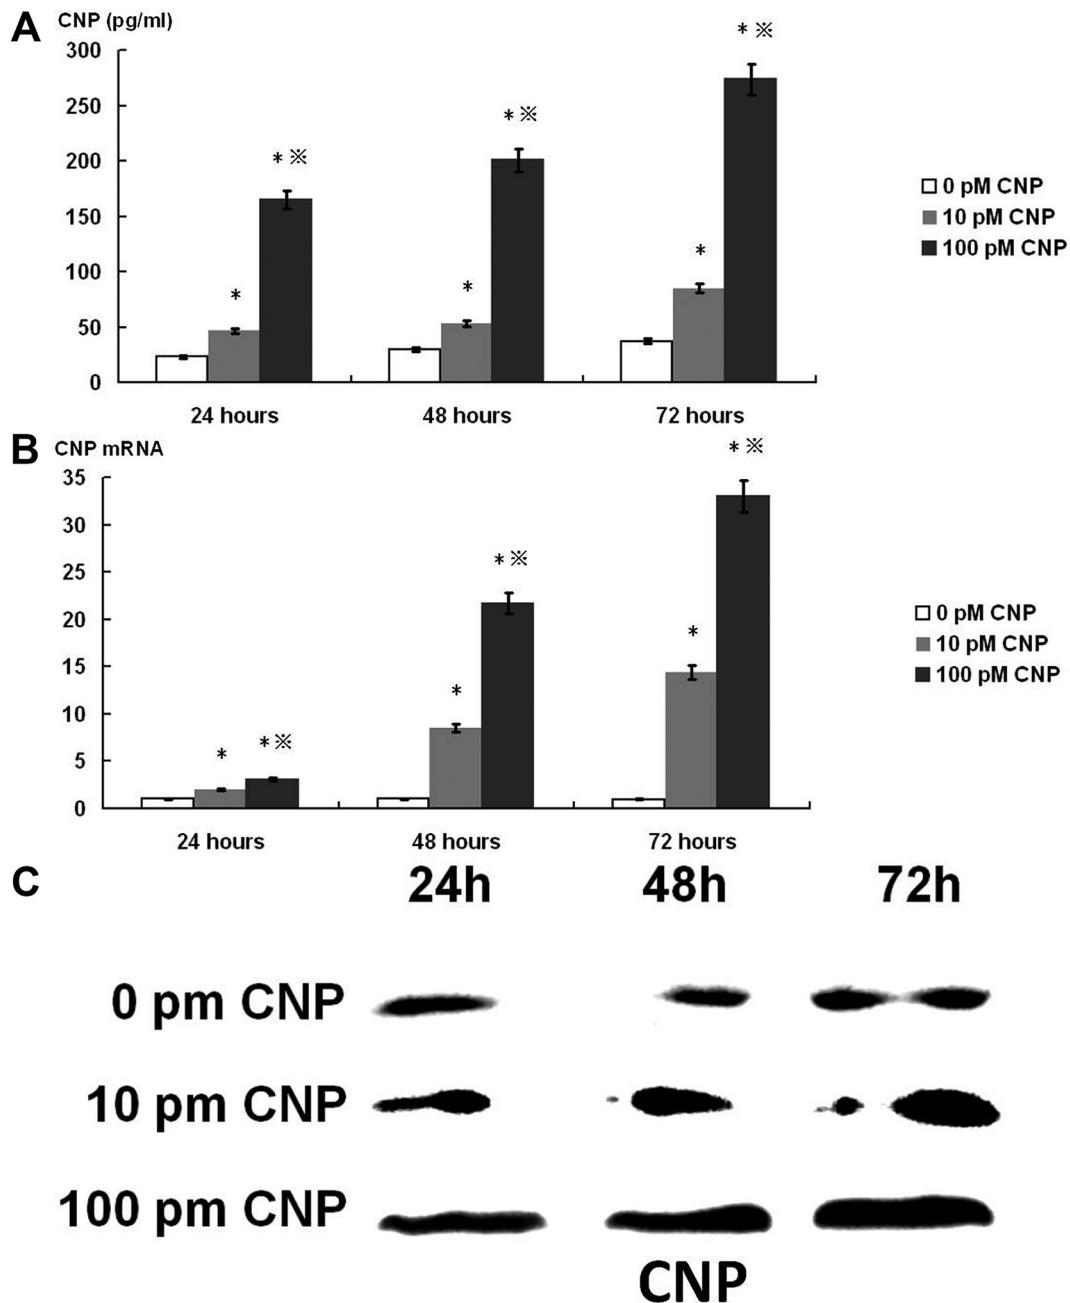 A CNP (pg/ml)
300
* ※
250
* ※
200
* ※
0 pM CNP
150
10 pM CNP
100 pM CNP
100
*
*
*
50
0
24 hours 48 hours 72 hours
B CNP mRNA
* ※
35
30
* ※
25
0 pM CNP
20
*
10 pM CNP
15
100 pM CNP
*
10
* * ※
5
0
24 hours 48 hours 72 hours
C 24h 48h 72h
0 pm CNP
10 pm CNP
100 pm CNP
CNP